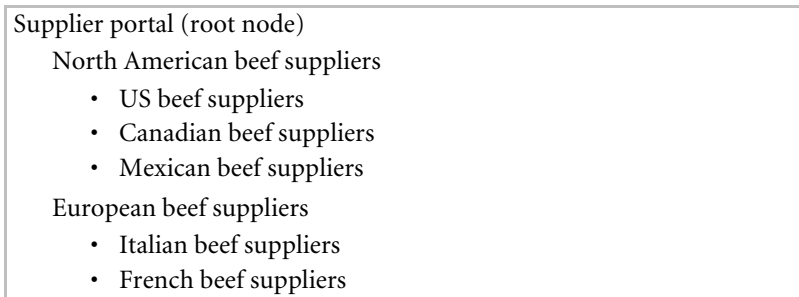 Supplier portal (root node)
North American beef suppliers
• US beef suppliers
• Canadian beef suppliers
• Mexican beef suppliers
European beef suppliers
• Italian beef suppliers
• French beef suppliers